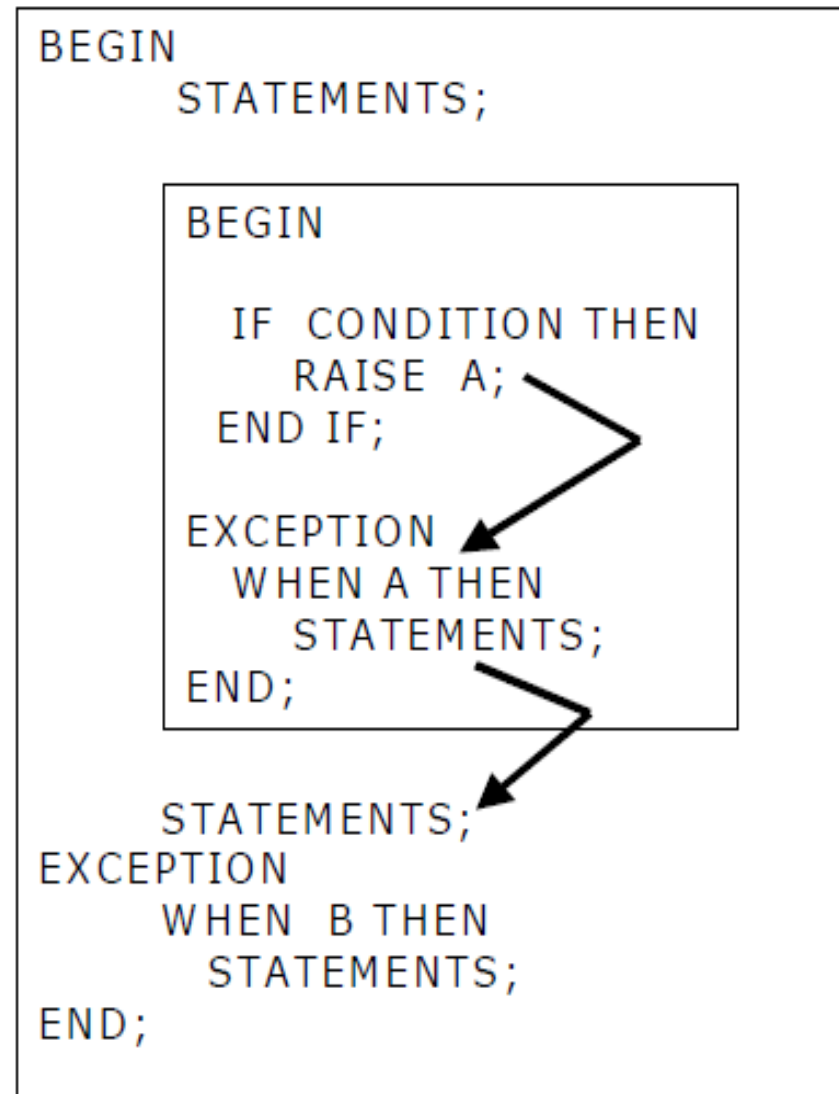 BEGIN
STATEMENTS;
BEGIN
IF CONDITION THEN
RAISE A;
END IF;
EXCEPTION
WHEN A THEN
STATEMENTS;
END;
STATEMENTS;
EXCEPTION
WHEN B THEN
STATEMENTS;
END;